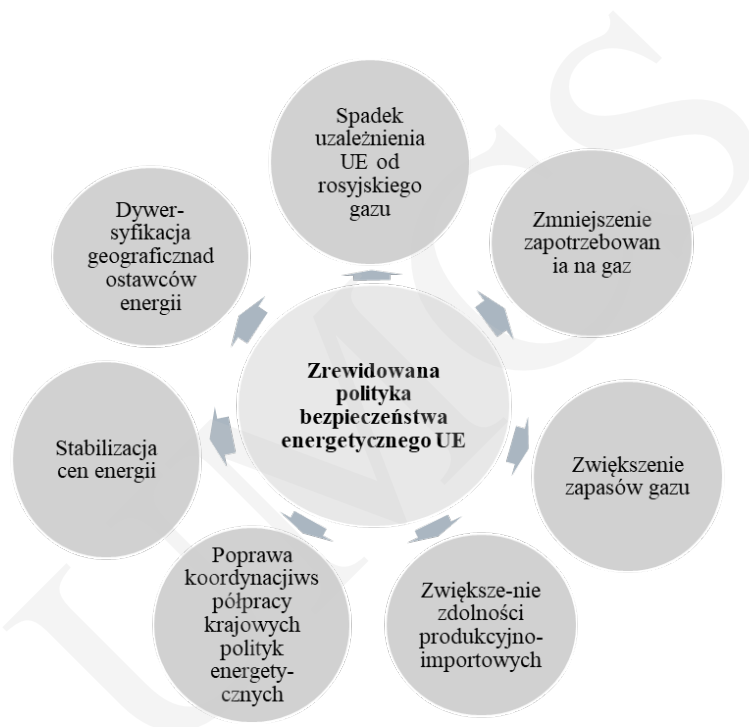 Spadek
uzależnienia
UE od
rosyjskiego
gazu
Zmniejszenie
zapotrzebowan
ia na gaz
Zwiększenie
zapasów gazu
Zwiększe-nie
zdolności
produkcyjno-
importowych
Poprawa
koordynacjiws
półpracy
krajowych
polityk
energety-
cznych
Stabilizacja
cen energii
Dywer-
syfikacja
geograficznad
ostawców
energii
Zrewidowana
polityka
bezpieczeństwa
energetycznego UE
UMCS